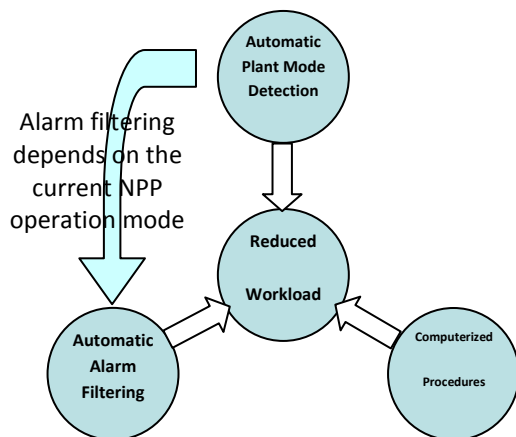 Automatic
Plant Mode
Detection
Alarm filtering
depends on the
current NPP
operation mode
Reduced
Workload
Automatic
Alarm
Filtering
Computerized
Procedures